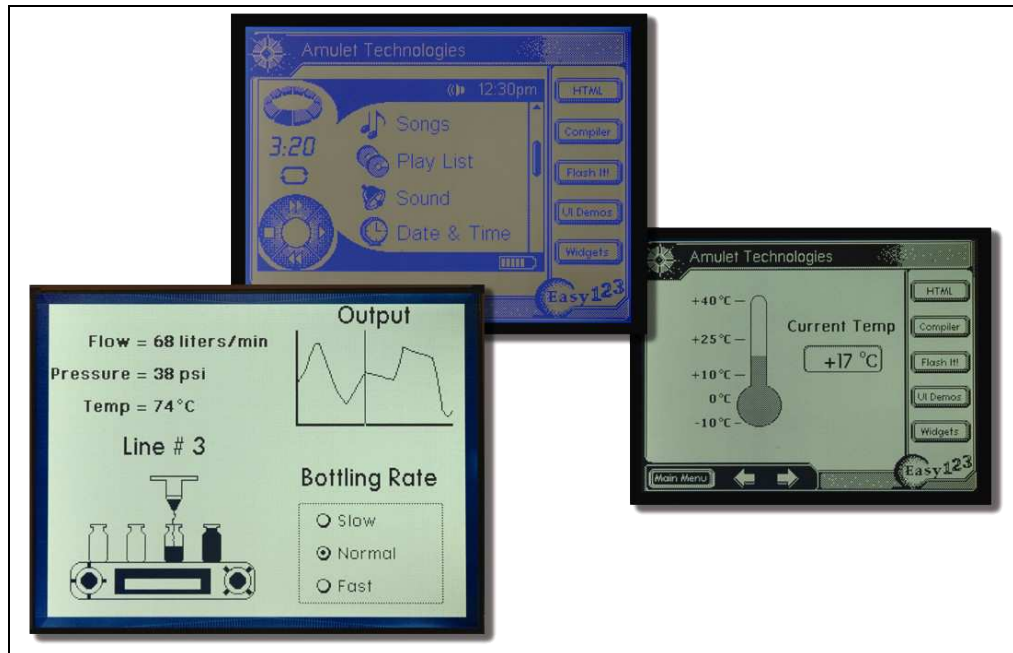 Amulet Technologies
12:30pm
3:20
Songs
Play List
Sound
Date & Time
HTML
Compiler
Flash It!
UI Demos
Widgets
Easy123
Flow = 68 liters/min
Pressure = 38 psi
Temp = 74°C
Line # 3
Output
Bottling Rate
Slow
Normal
Fast
Amulet Technologies
+40°C
+25°C
+10°C
0°C
-10°C
Current Temp
+17 °C
HTML
Compiler
Flash It!
UI Demos
Widgets
Main Menu
Easy123